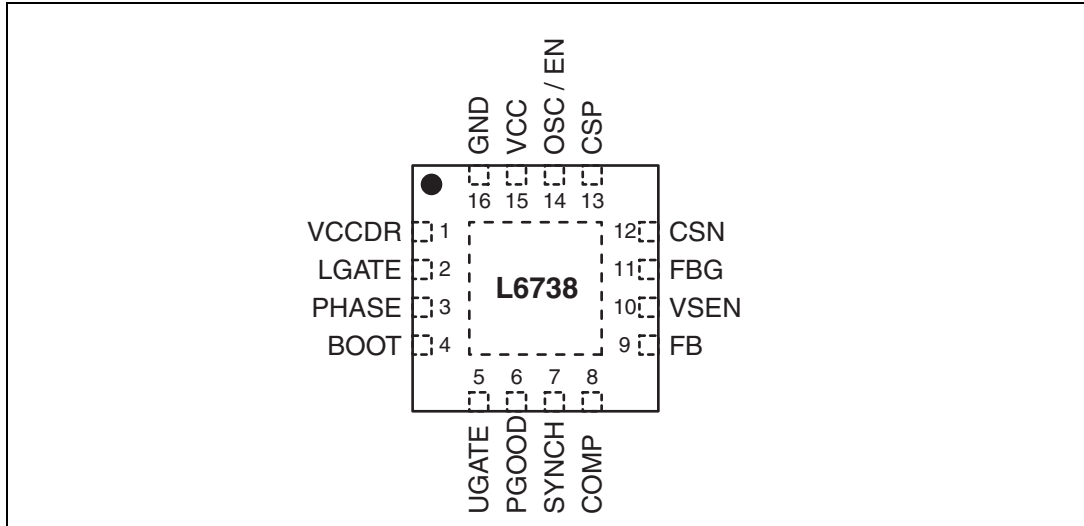 GND
VCC
OSC / EN
CSP
16
15
14
13
VCCDR 1
LGATE 2
PHASE 3
BOOT 4
L6738
12 CSN
11 FBG
10 VSEN
9 FB
5
6
7
8
UGATE
PGOOD
SYNCH
COMP